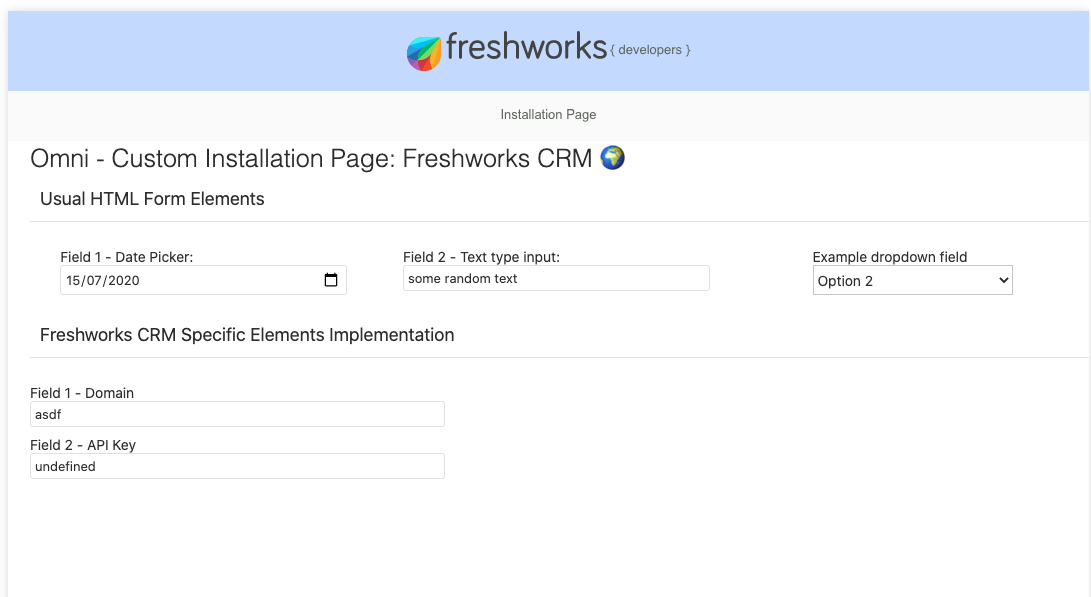 freshworks { developers }
Installation Page
Omni - Custom Installation Page: Freshworks CRM 🌍
Usual HTML Form Elements
Field 1 - Date Picker: Field 2 - Text type input: Example dropdown field
15/07/2020 some random text Option 2
Freshworks CRM Specific Elements Implementation
Field 1 - Domain
asdf
Field 2 - API Key
undefined